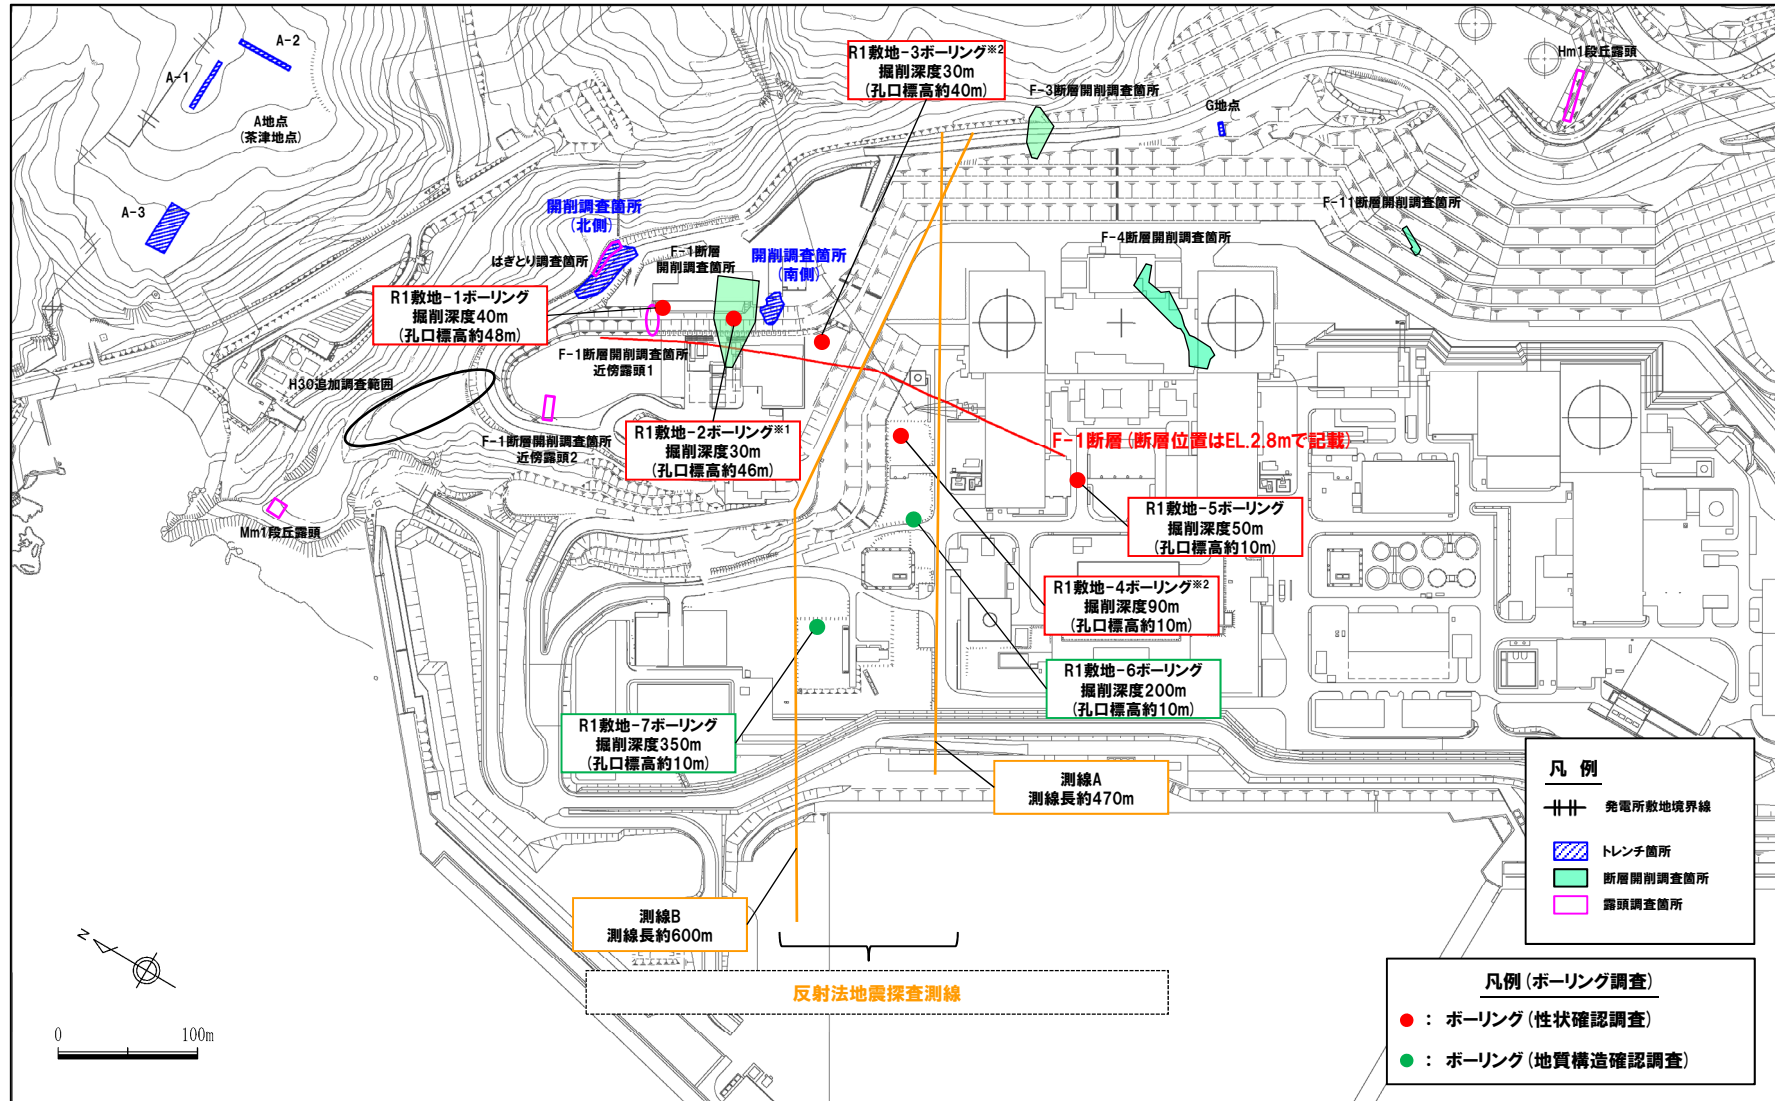 A-2
A-1
A地点
(茶津地点)
A-3
R1敷地-3ボーリング※2
掘削深度30m
(孔口標高約40m)
F-3断層開削調査箇所
G地点
Hm1段丘露頭
F-11断層開削調査箇所
F-4断層開削調査箇所
開削調査箇所
(北側)
はぎとり調査箇所
F-1断層
開削調査箇所
開削調査箇所
(南側)
R1敷地-1ボーリング
掘削深度40m
(孔口標高約48m)
F-1断層開削調査箇所
近傍露頭1
H30追加調査範囲
F-1断層開削調査箇所
近傍露頭2
R1敷地-2ボーリング※1
掘削深度30m
(孔口標高約46m)
F-1断層(断層位置はEL.2.8mで記載)
Mm1段丘露頭
R1敷地-5ボーリング
掘削深度50m
(孔口標高約10m)
R1敷地-4ボーリング※2
掘削深度90m
(孔口標高約10m)
R1敷地-6ボーリング
掘削深度200m
(孔口標高約10m)
R1敷地-7ボーリング
掘削深度350m
(孔口標高約10m)
測線A
測線長約470m
測線B
測線長約600m
反射法地震探査測線
N
0 100m
凡 例
発電所敷地境界線
トレンチ箇所
断層開削調査箇所
露頭調査箇所
凡例(ボーリング調査)
: ボーリング(性状確認調査)
: ボーリング(地質構造確認調査)